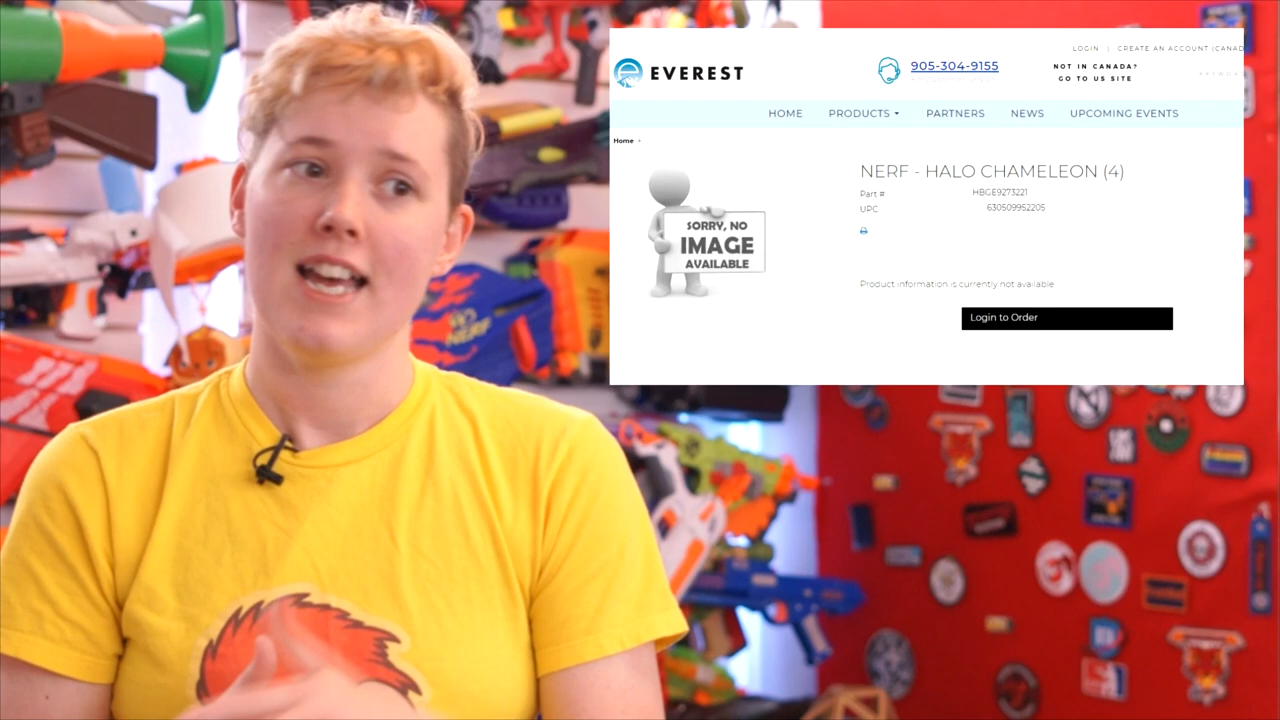 LOGIN | CREATE AN ACCOUNT (CANAD
EVEREST
905-304-9155
NOT IN CANADA?
GO TO US SITE
HOME
PRODUCTS
PARTNERS
NEWS
UPCOMING EVENTS
Home
SORRY, NO
IMAGE
AVAILABLE
NERF - HALO CHAMELEON (4)
Part # HBGE9273221
UPC 630509952205
Product information is currently not available
Login to Order
NERF